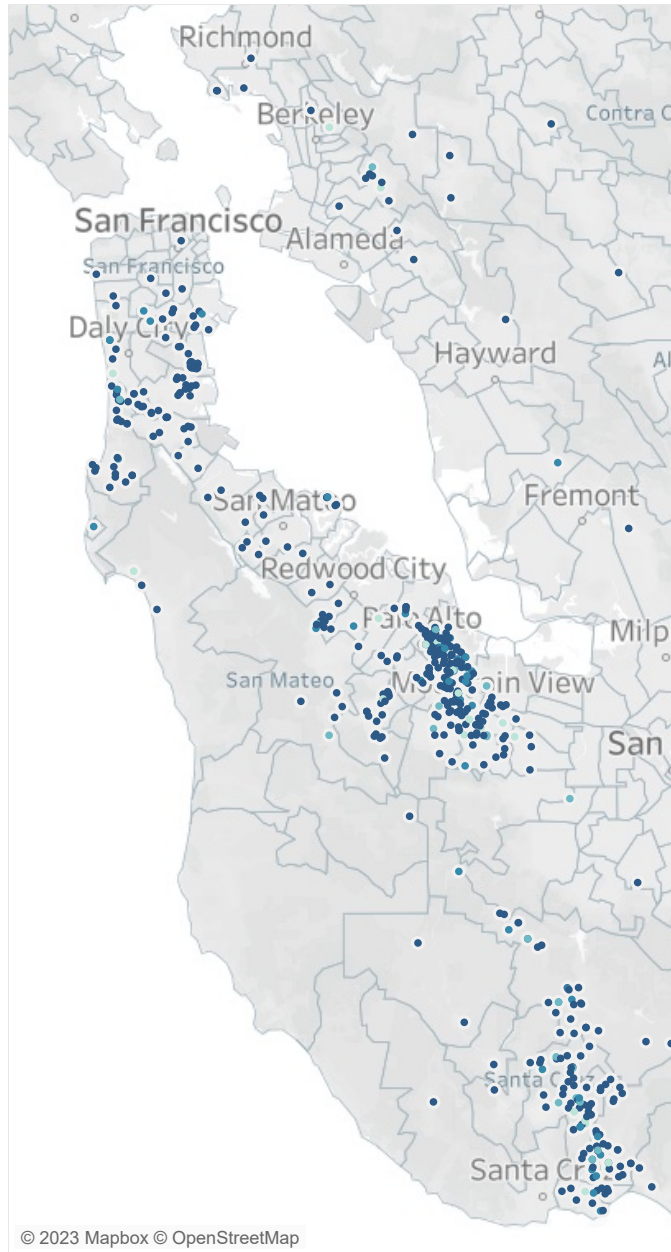 Richmond
Berkeley
Contra C
San Francisco
Alameda
San Francisco
Daly City
Hayward
Al
San Mateo
Fremont
Redwood City
Palo Alto
Milp
San Mateo
Mountain View
San
Santa Cruz
Santa Cruz
© 2023 Mapbox © OpenStreetMap